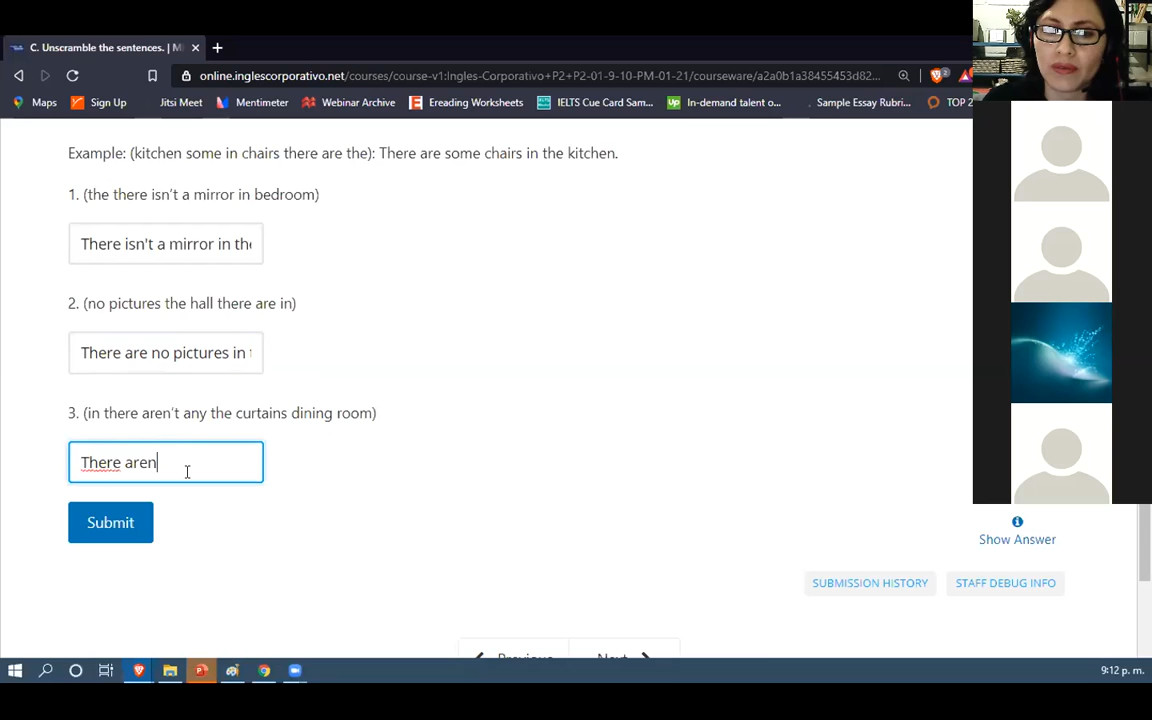 C. Unscramble the sentences. | M
online.inglescorporativo.net/courses/course-v1:Ingles-Corporativo+P2+P2-01-9-10-PM-01-21/courseware/a2a0b1a38455453d82...
2
Maps Sign Up Jitsi Meet Mentimeter Webinar Archive Ereading Worksheets IELTS Cue Card Sam... Up In-demand talent o... Sample Essay Rubri... TOP 2
Example: (kitchen some in chairs there are the): There are some chairs in the kitchen.
1. (the there isn't a mirror in bedroom)
There isn't a mirror in the
2. (no pictures the hall there are in)
There are no pictures in
3. (in there aren't any the curtains dining room)
There aren
Submit
Show Answer
SUBMISSION HISTORY STAFF DEBUG INFO
Previous Next
9:12 p. m.